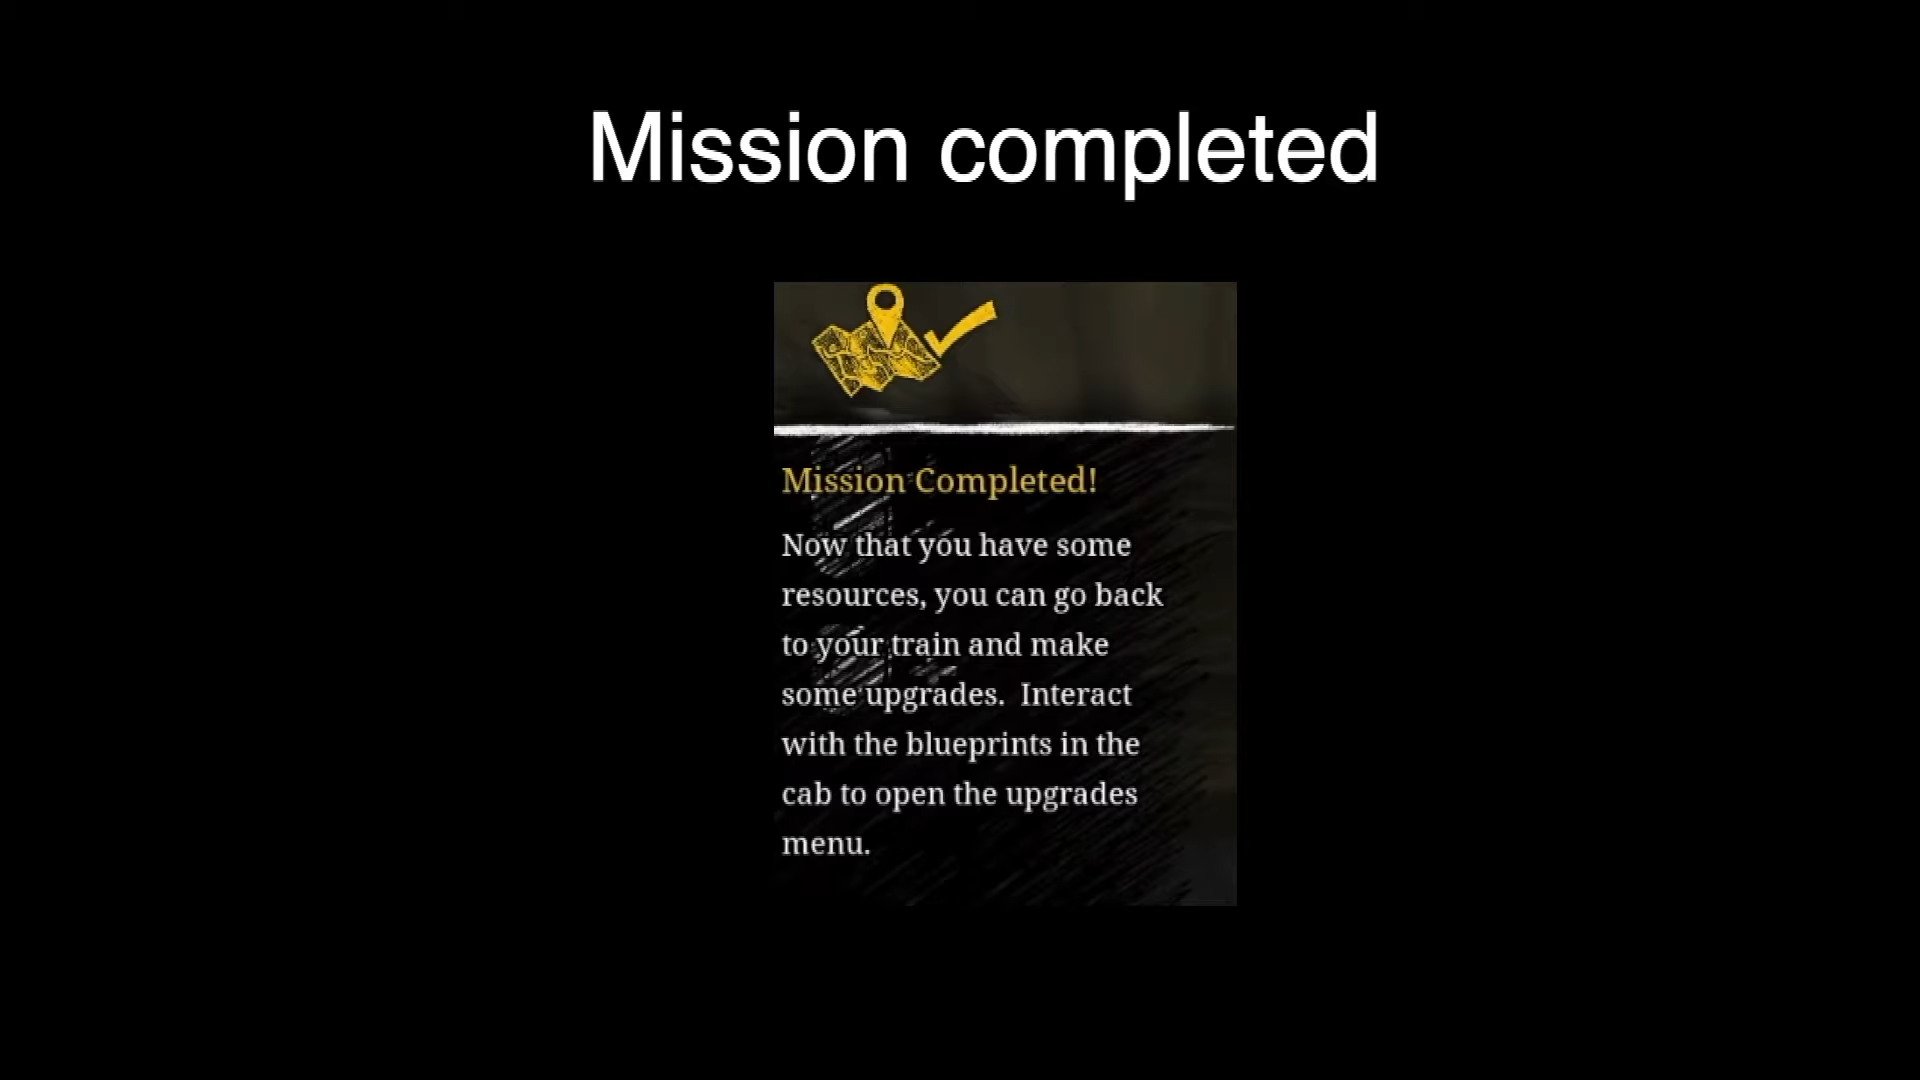 Mission completed
Mission Completed!
Now that you have some
resources, you can go back
to your train and make
some upgrades.  Interact
with the blueprints in the
cab to open the upgrades
menu.